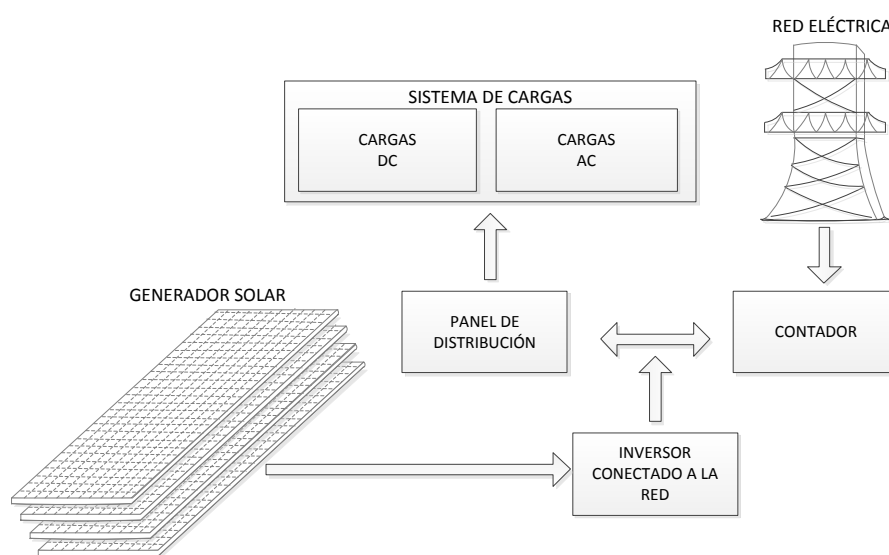 RED ELÉCTRICA
SISTEMA DE CARGAS
CARGAS
DC
CARGAS
AC
GENERADOR SOLAR
PANEL DE
DISTRIBUCIÓN
CONTADOR
INVERSOR
CONECTADO A LA
RED